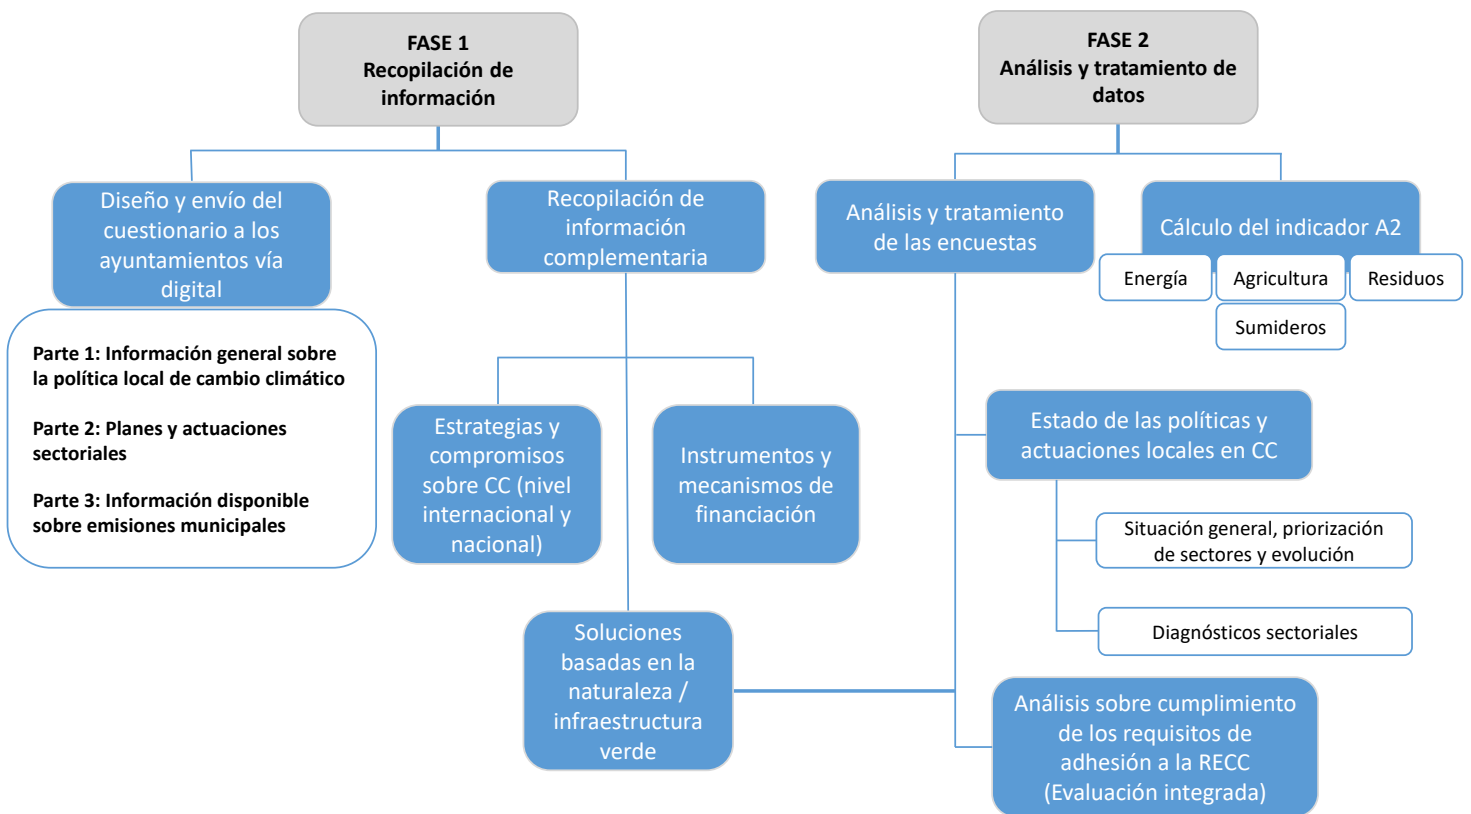 FASE 1
Recopilación de
información
Diseño y envío del
cuestionario a los
ayuntamientos vía
digital
Parte 1: Información general sobre
la política local de cambio climático
Parte 2: Planes y actuaciones
sectoriales
Parte 3: Información disponible
sobre emisiones municipales
Recopilación de
información
complementaria
Estrategias y
compromisos
sobre CC (nivel
internacional y
nacional)
Instrumentos y
mecanismos de
financiación
Soluciones
basadas en la
naturaleza /
infraestructura
verde
FASE 2
Análisis y tratamiento de
datos
Análisis y tratamiento
de las encuestas
Cálculo del indicador A2
Energía
Agricultura
Residuos
Sumideros
Estado de las políticas y
actuaciones locales en CC
Situación general, priorización
de sectores y evolución
Diagnósticos sectoriales
Análisis sobre cumplimiento
de los requisitos de
adhesión a la RECC
(Evaluación integrada)